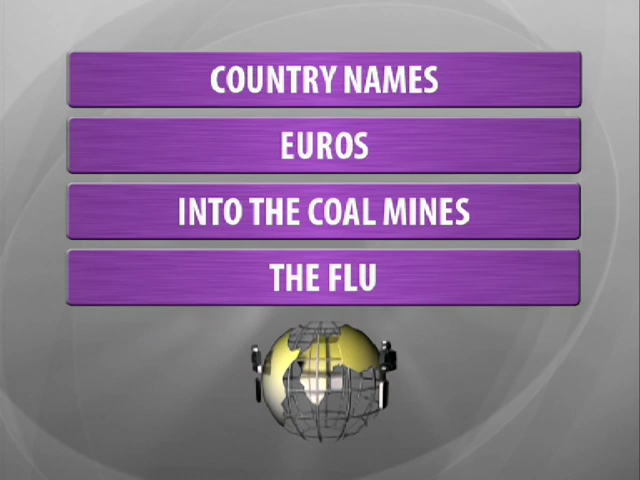 COUNTRY NAMES
EUROS
INTO THE COAL MINES
THE FLU